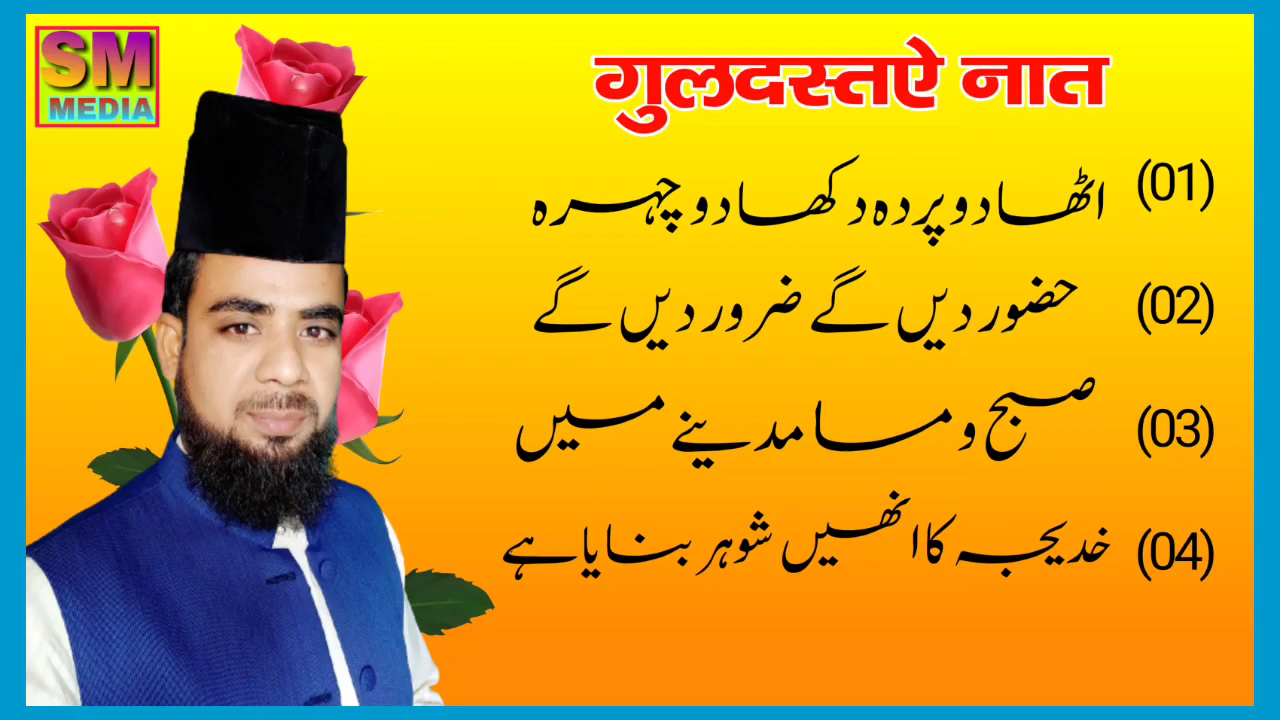 SM
MEDIA
गुलदस्तऐ नात
(01) اٹھا دو پردہ دکھا دو چہرہ
(02) حضور دیں گے ضرور دیں گے
(03) صبح و مسا مدینے میں
(04) خدیجہ کا انھیں شوہر بنایا ہے